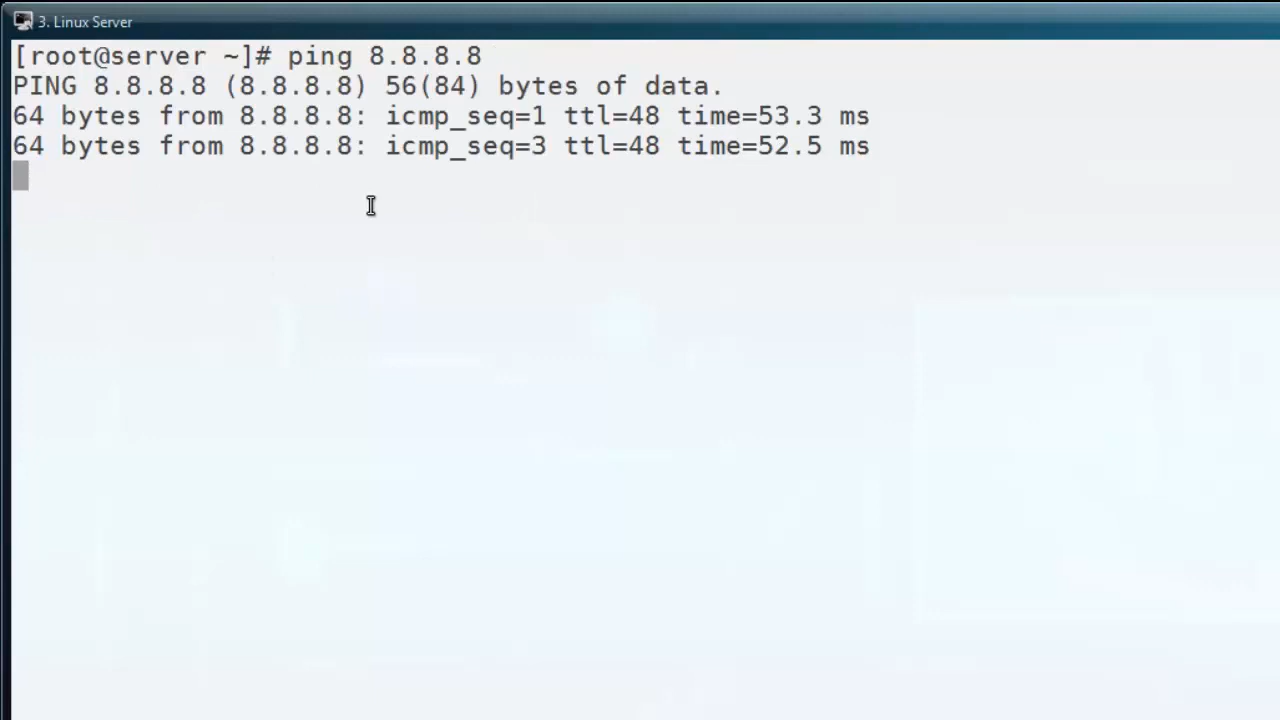 3. Linux Server
[root@server ~]# ping 8.8.8.8
PING 8.8.8.8 (8.8.8.8) 56(84) bytes of data.
64 bytes from 8.8.8.8: icmp_seq=1 ttl=48 time=53.3 ms
64 bytes from 8.8.8.8: icmp_seq=3 ttl=48 time=52.5 ms